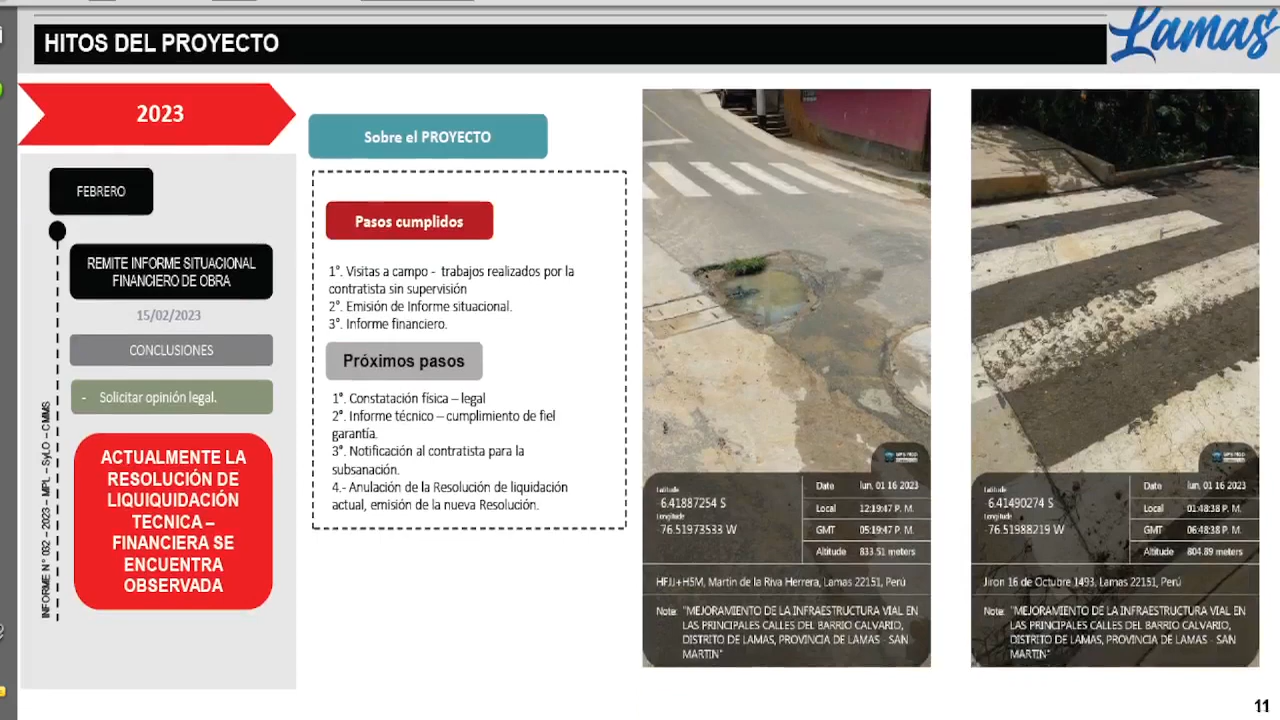 HITOS DEL PROYECTO
Lamas
2023
FEBRERO
REMITE INFORME SITUACIONAL
FINANCIERO DE OBRA
15/02/2023
CONCLUSIONES
- Solicitar opinión legal.
ACTUALMENTE LA
RESOLUCIÓN DE
LIQUIQUIDACIÓN
TECNICA –
FINANCIERA SE
ENCUENTRA
OBSERVADA
INFORME N° 032 – 2023 – MPL – SyLO – CMMS
Sobre el PROYECTO
Pasos cumplidos
1°. Visitas a campo - trabajos realizados por la
contratista sin supervisión
2°. Emisión de Informe situacional.
3°. Informe financiero.
Próximos pasos
1°. Constatación física – legal
2°. Informe técnico – cumplimiento de fiel
garantía.
3°. Notificación al contratista para la
subsanación.
4.- Anulación de la Resolución de liquidación
actual, emisión de la nueva Resolución.
Latitude
-6.41887254 S
Longitude
-76.51973533 W
Date lun, 01 16 2023
Local 12:19:47 P. M.
GMT 05:19:47 P. M.
Altitude 833.51 meters
HFJJ+H5M, Martin de la Riva Herrera, Lamas 22151, Perú
Note: "MEJORAMIENTO DE LA INFRAESTRUCTURA VIAL EN
LAS PRINCIPALES CALLES DEL BARRIO CALVARIO,
DISTRITO DE LAMAS, PROVINCIA DE LAMAS - SAN
MARTIN"
Latitude
-6.41490274 S
Longitude
-76.51988219 W
Date lun, 01 16 2023
Local 01:48:38 P. M.
GMT 06:48:38 P. M.
Altitude 804.89 meters
Jiron 16 de Octubre 1493, Lamas 22151, Perú
Note: "MEJORAMIENTO DE LA INFRAESTRUCTURA VIAL EN
LAS PRINCIPALES CALLES DEL BARRIO CALVARIO,
DISTRITO DE LAMAS, PROVINCIA DE LAMAS - SAN
MARTIN"
11